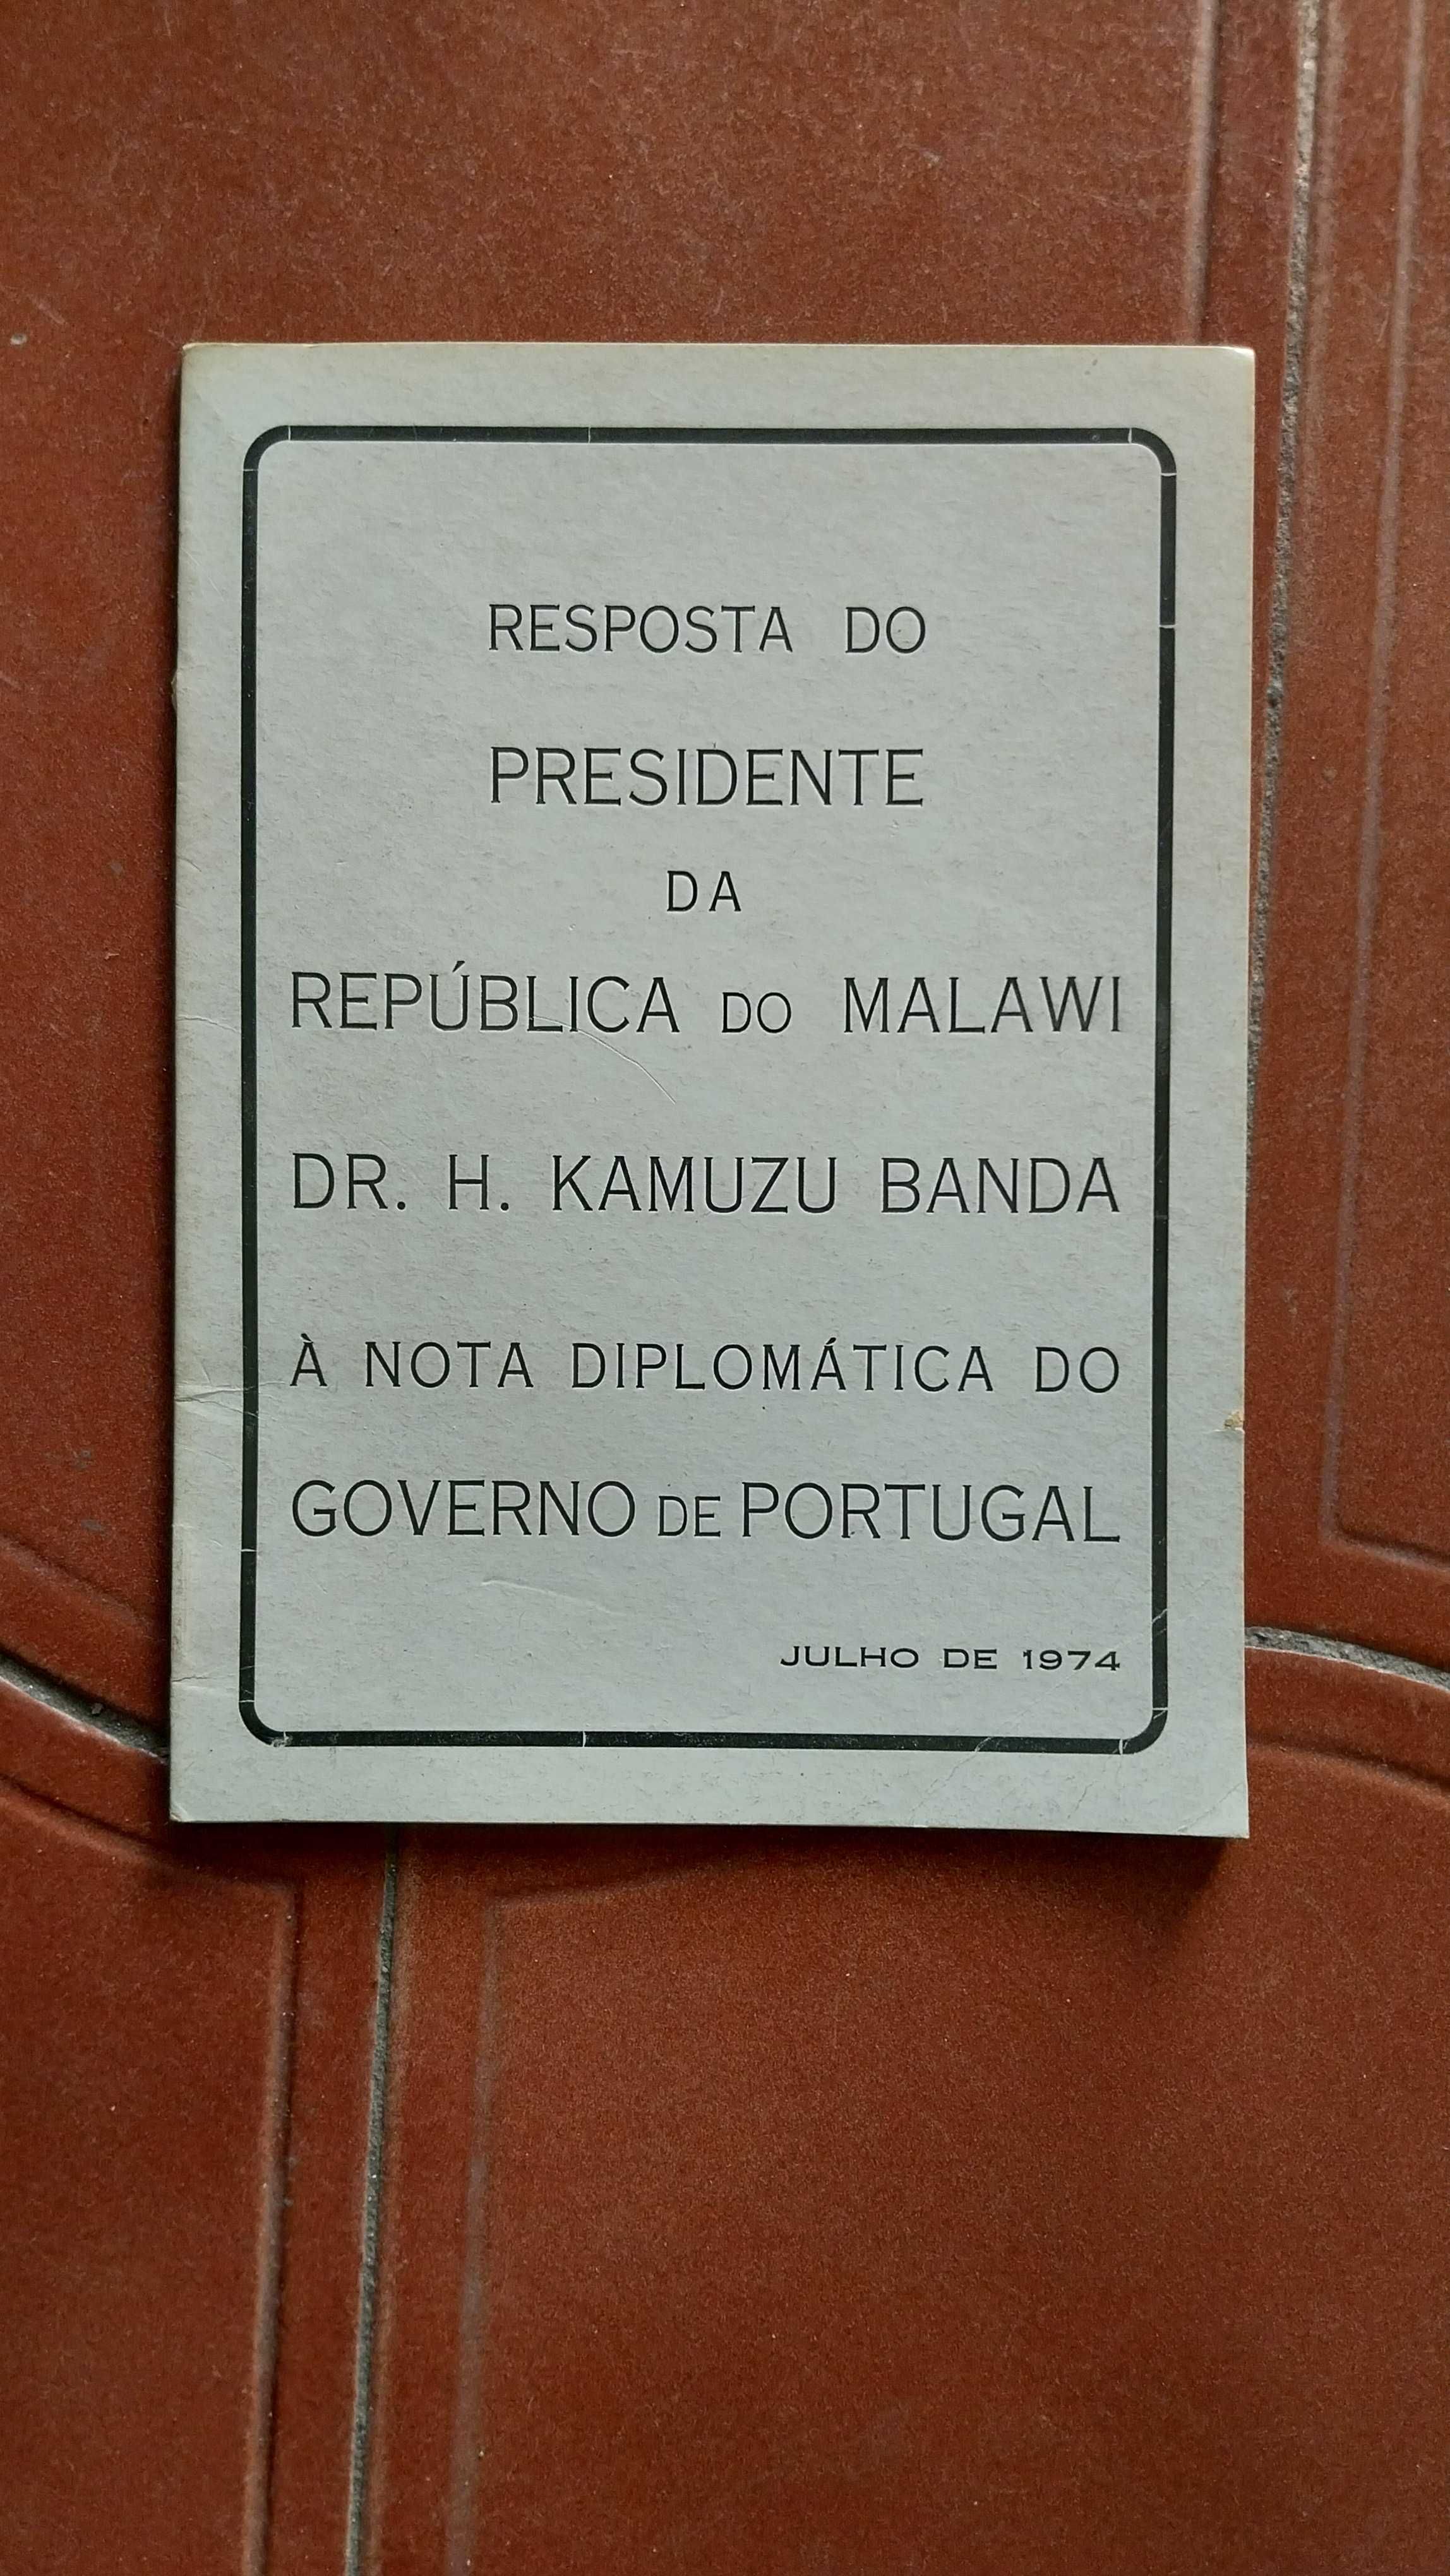 RESPOSTA DO
PRESIDENTE
DA
REPÚBLICA DO MALAWI
DR. H. KAMUZU BANDA
À NOTA DIPLOMÁTICA DO
GOVERNO DE PORTUGAL
JULHO DE 1974